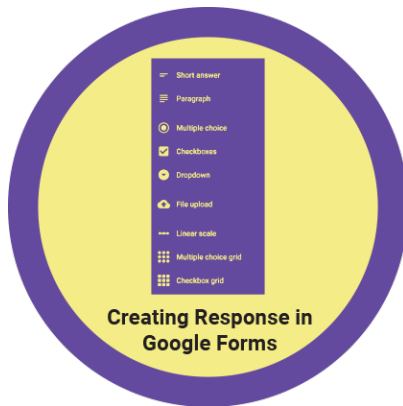 Short answer
Paragraph
Multiple choice
Checkboxes
Dropdown
File upload
Linear scale
Multiple choice grid
Checkbox grid
Creating Response in
Google Forms